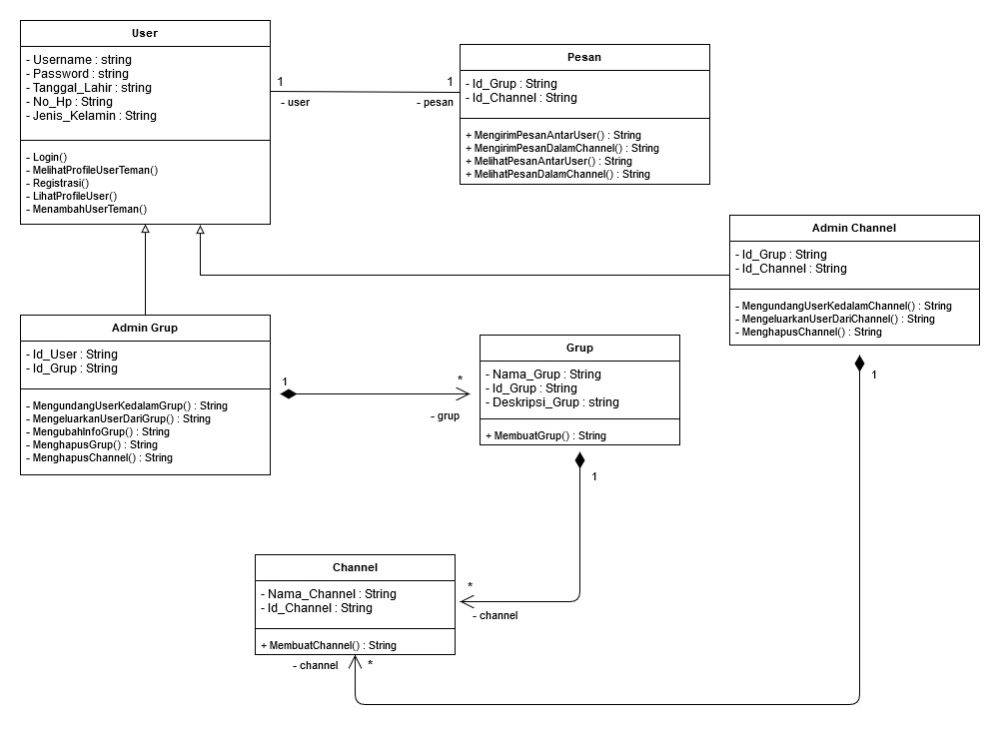 User
- Username : string
- Password : string
- Tanggal_Lahir : string
- No_Hp : String
- Jenis_Kelamin : String
- Login()
- MelihatProfileUserTeman()
- Registrasi()
- LihatProfileUser()
- MenambahUserTeman()
1
- user
1
- pesan
Pesan
- Id_Grup : String
- Id_Channel : String
+ MengirimPesanAntarUser() : String
+ MengirimPesanDalamChannel() : String
+ MelihatPesanAntarUser() : String
+ MelihatPesanDalamChannel() : String
Admin Channel
- Id_Grup : String
- Id_Channel : String
- MengundangUserKedalamChannel() : String
- MengeluarkanUserDariChannel() : String
- MenghapusChannel() : String
1
Admin Grup
- Id_User : String
- Id_Grup : String
- MengundangUserKedalamGrup() : String
- MengeluarkanUserDariGrup() : String
- MengubahInfoGrup() : String
- MenghapusGrup() : String
- MenghapusChannel() : String
1
*
- grup
Grup
- Nama_Grup : String
- Id_Grup : String
- Deskripsi_Grup : string
+ MembuatGrup() : String
1
*
- channel
Channel
- Nama_Channel : String
- Id_Channel : String
+ MembuatChannel() : String
- channel
*